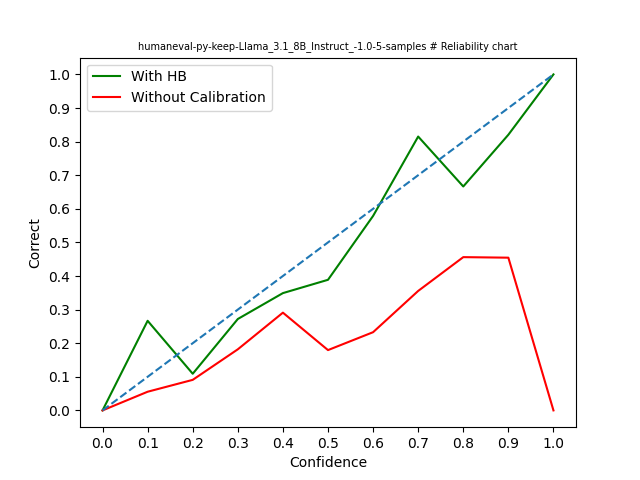 humaneval-py-keep-Llama_3.1_8B_Instruct_-1.0-5-samples # Reliability chart
With HB
Without Calibration
1.0
0.9
0.8
0.7
0.6
0.5
0.4
0.3
0.2
0.1
0.0
Correct
0.0 0.1 0.2 0.3 0.4 0.5 0.6 0.7 0.8 0.9 1.0
Confidence